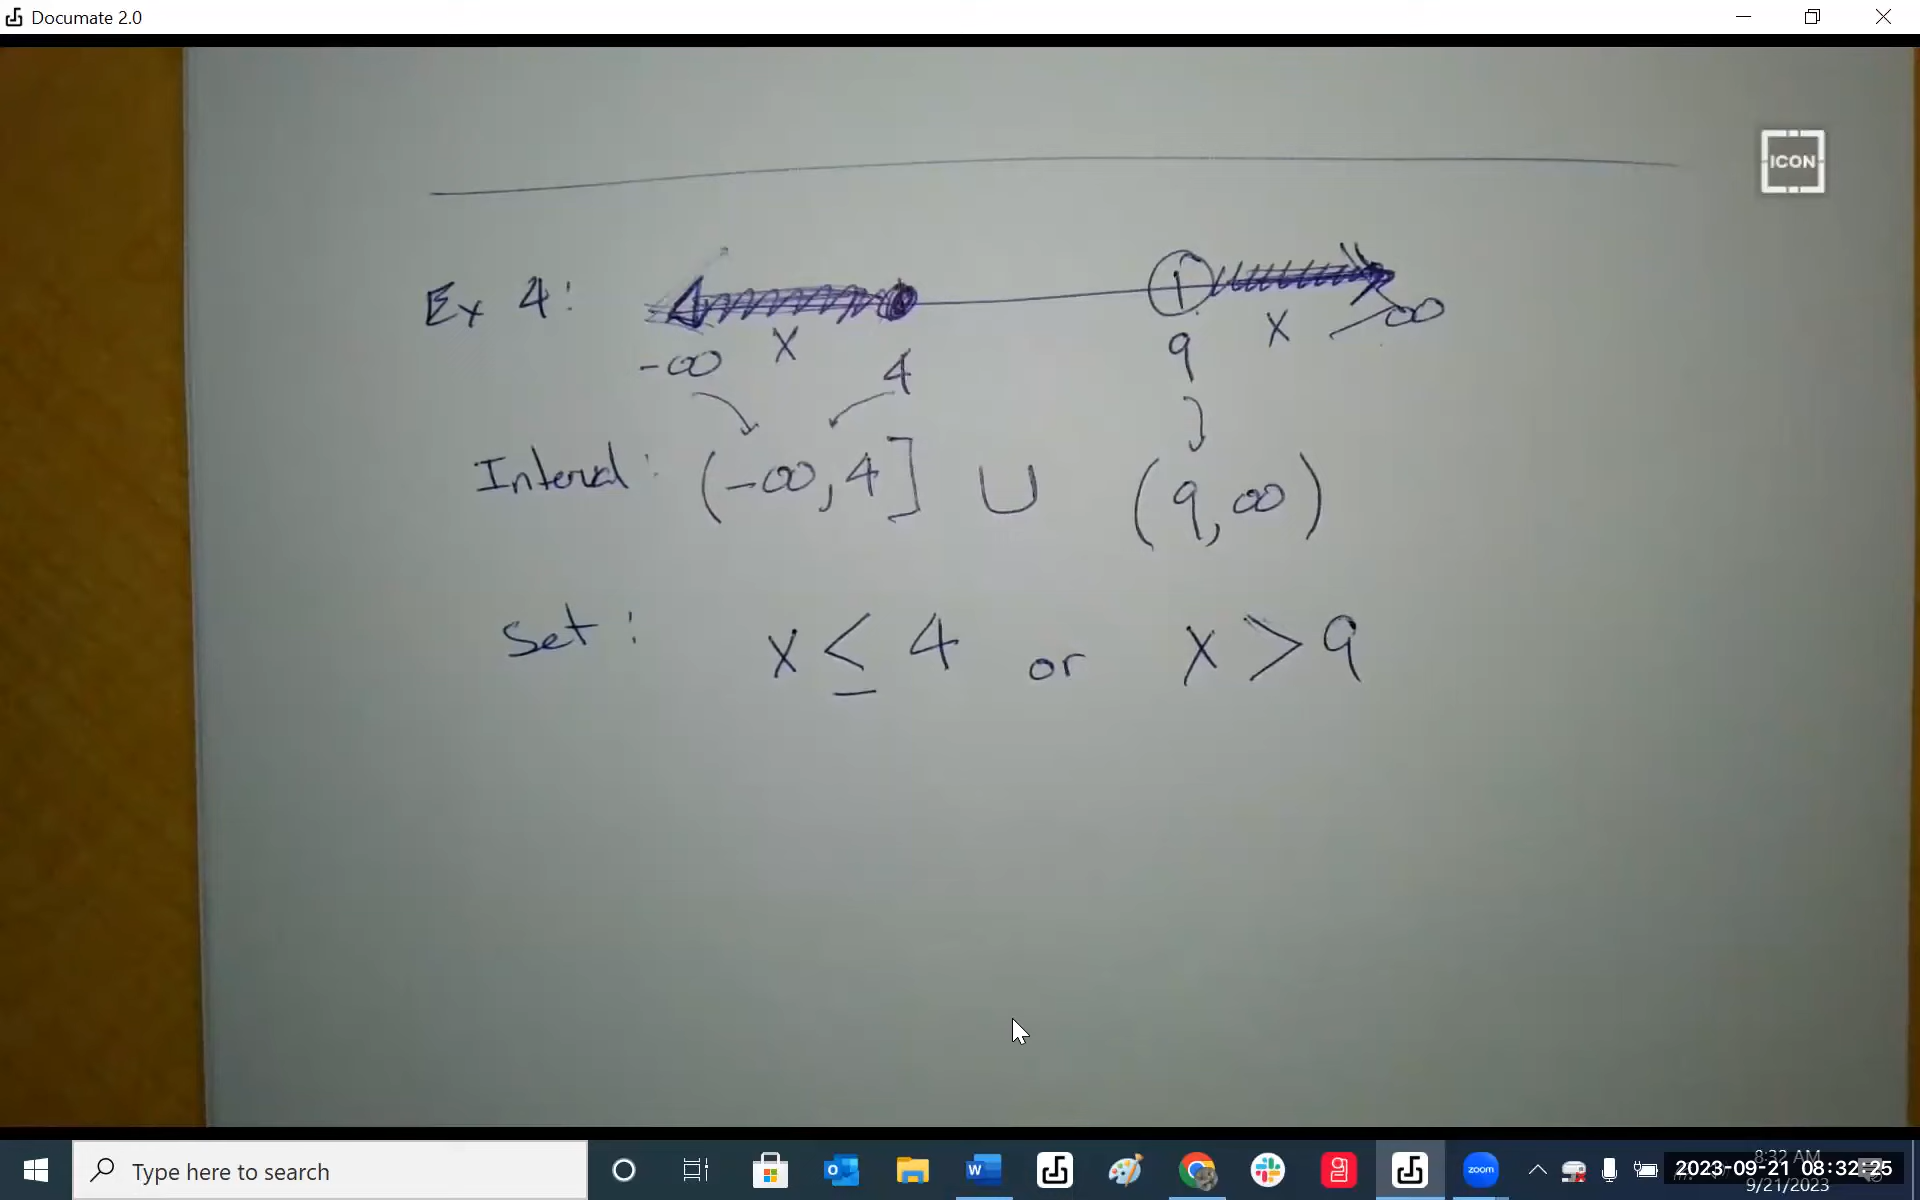 Documate 2.0
ICON
Ex 4:
-∞ x 4 9 x ∞
Interval: (-∞, 4] ∪ (9, ∞)
Set: x ≤ 4 or x > 9
Type here to search
zoom
2023-09-21 08:32:25
8:32 AM
9/21/2023